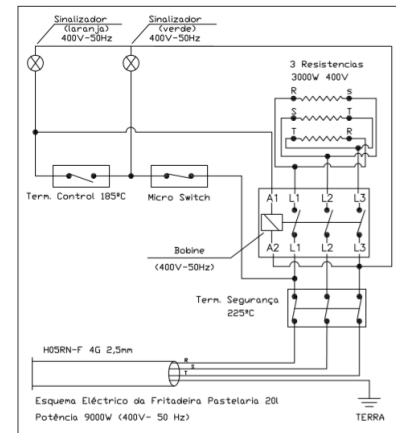 Sinalizador
(laranja)
400V-50Hz
Sinalizador
(verde)
400V-50Hz
3 Resistencias
3000W 400V
R
s
S
T
T
R
Term. Control 185ºC
Micro Switch
A1
L1
L2
L3
A2
L1
L2
L3
Bobine
(400V-50Hz)
Term. Segurança
225ºC
H05RN-F 4G 2,5mm
R
S
T
Esquema Eléctrico da Fritadeira Pastelaria 20l
Potência 9000W (400V- 50 Hz)
TERRA